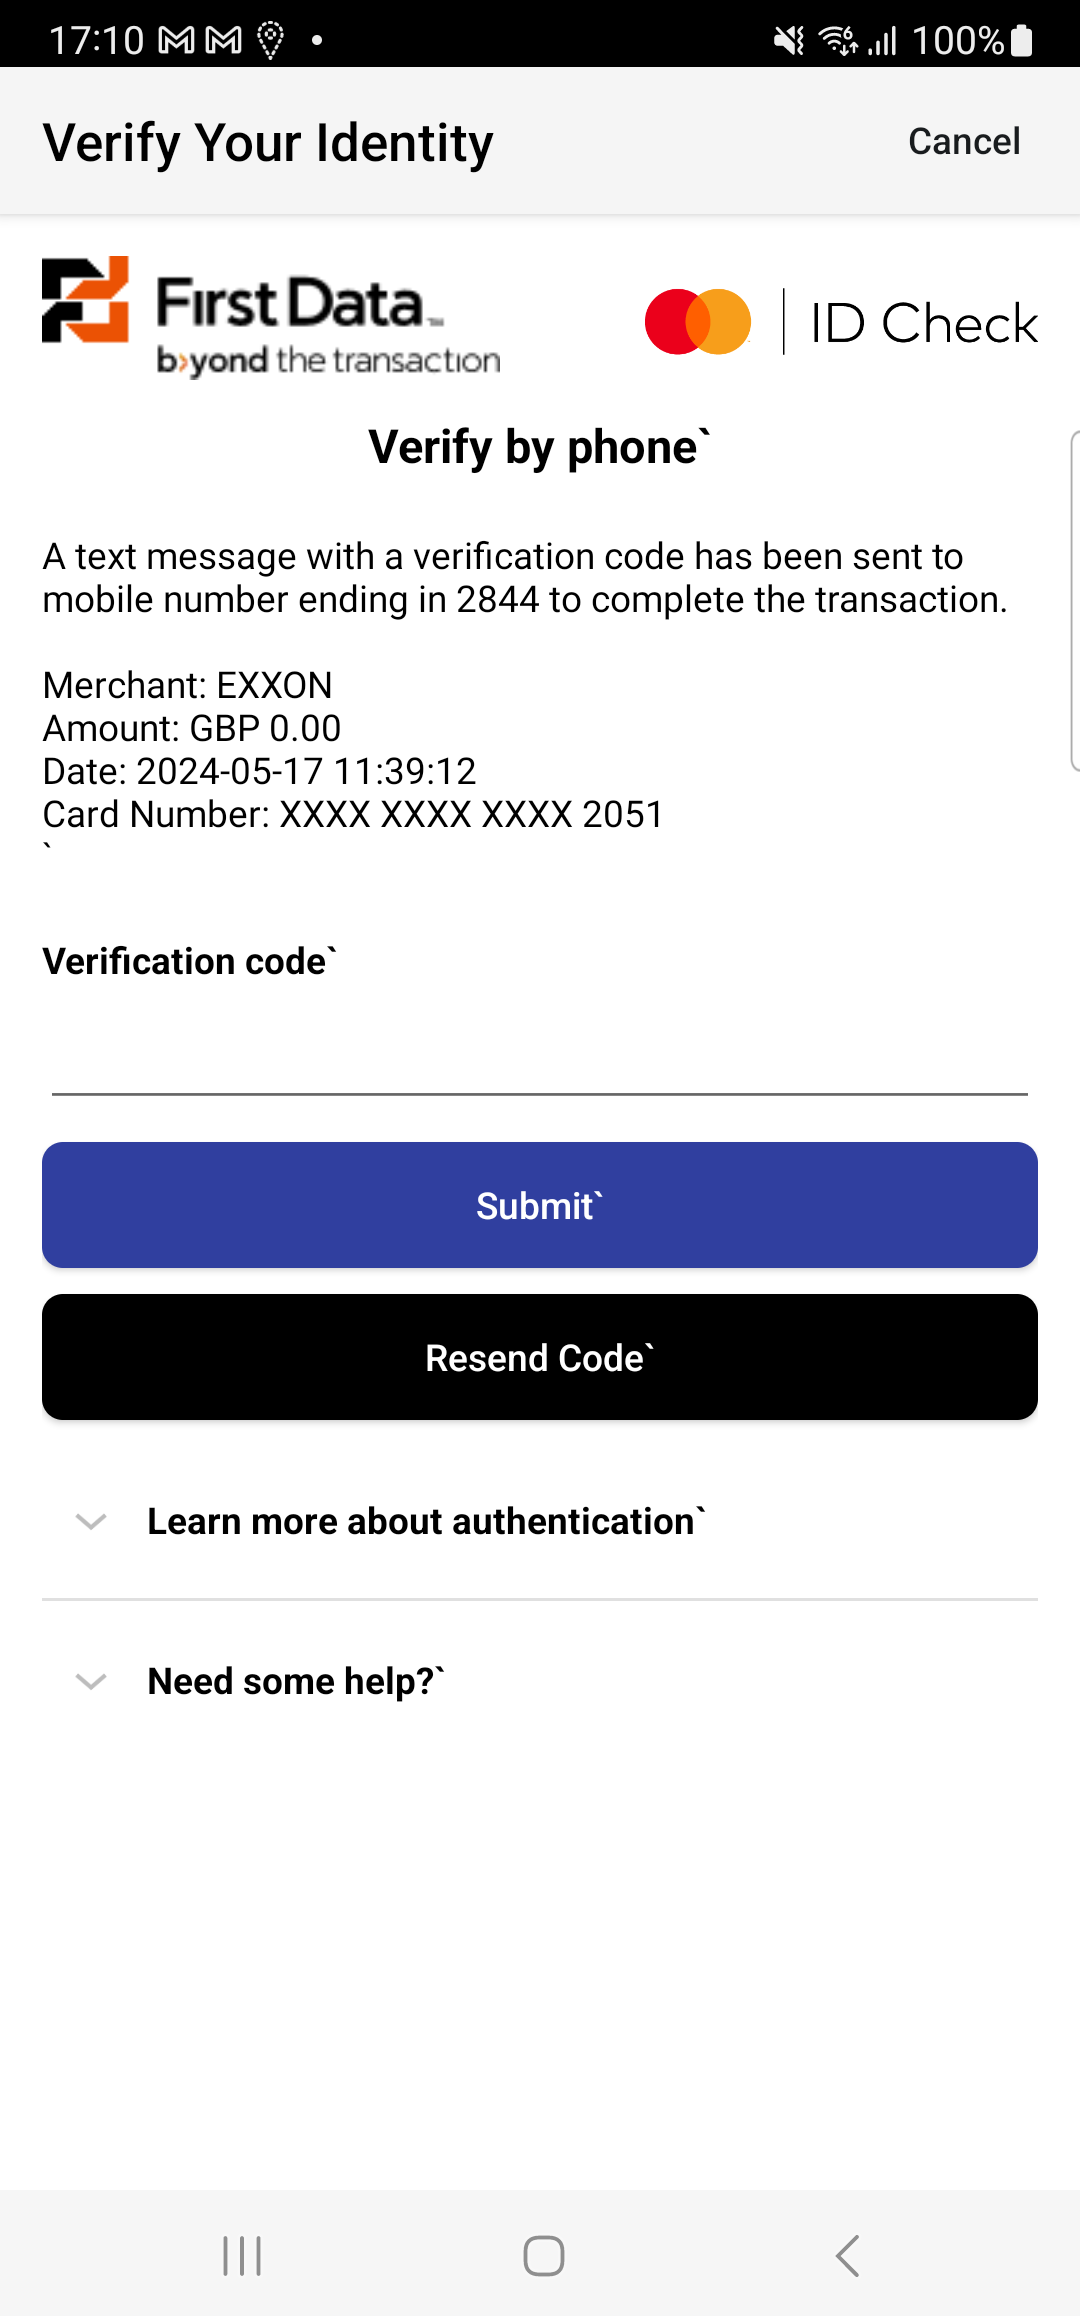 17:10 100%
Verify Your Identity Cancel
First Data™
beyond the transaction
ID Check
Verify by phone`
A text message with a verification code has been sent to
mobile number ending in 2844 to complete the transaction.
Merchant: EXXON
Amount: GBP 0.00
Date: 2024-05-17 11:39:12
Card Number: XXXX XXXX XXXX 2051
`
Verification code`
Submit`
Resend Code`
Learn more about authentication`
Need some help?`